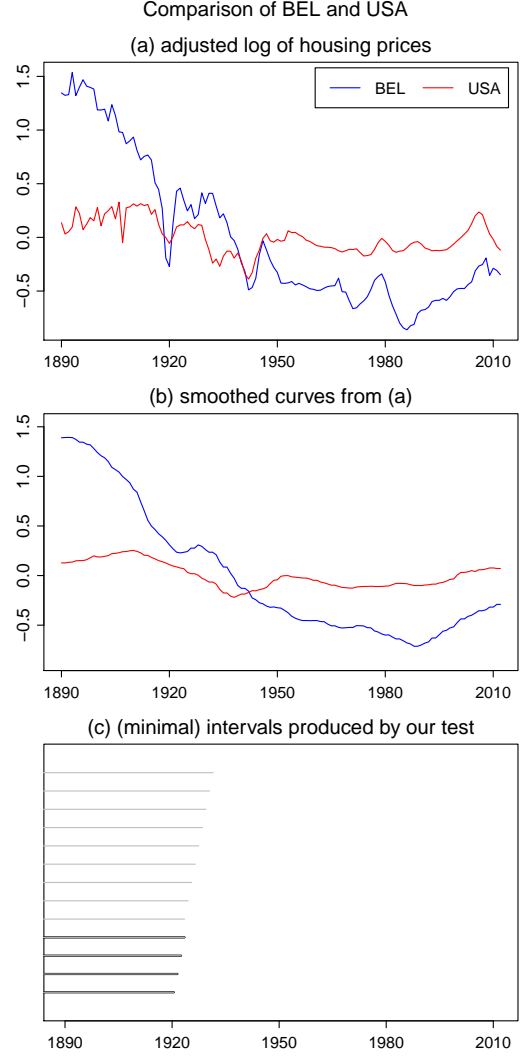 Comparison of BEL and USA
(a) adjusted log of housing prices
BEL USA
1.5
1.0
0.5
0.0
−0.5
1890 1920 1950 1980 2010
(b) smoothed curves from (a)
1.5
1.0
0.5
0.0
−0.5
1890 1920 1950 1980 2010
(c) (minimal) intervals produced by our test
1890 1920 1950 1980 2010